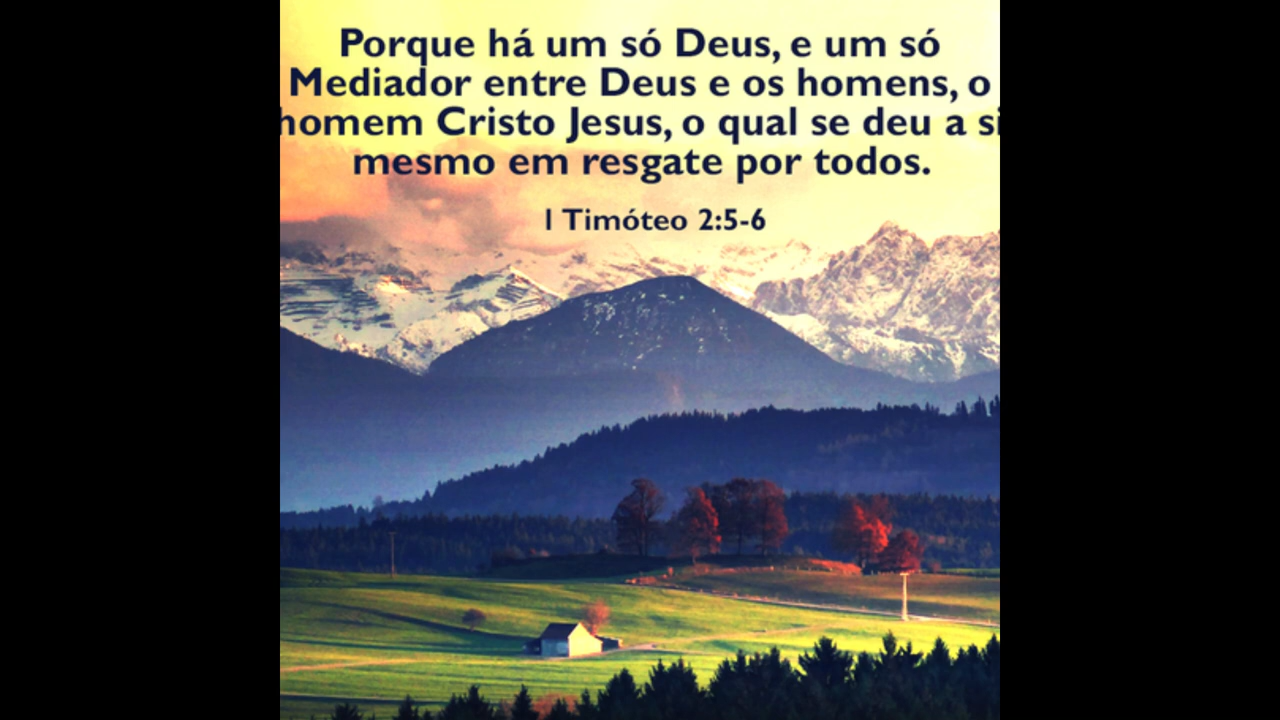 Porque há um só Deus, e um só
Mediador entre Deus e os homens, o
homem Cristo Jesus, o qual se deu a si
mesmo em resgate por todos.
I Timóteo 2:5-6